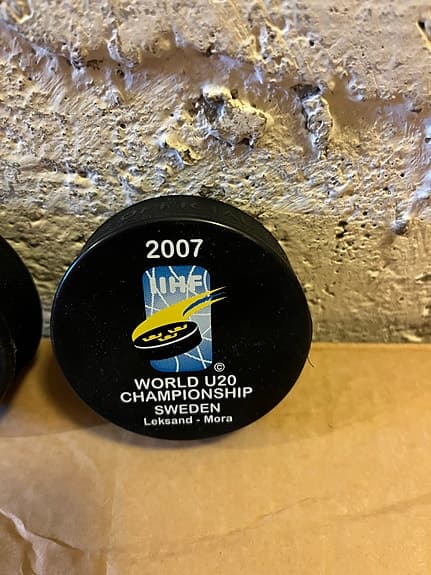 2007
IIHF
©
WORLD U20
CHAMPIONSHIP
SWEDEN
Leksand - Mora